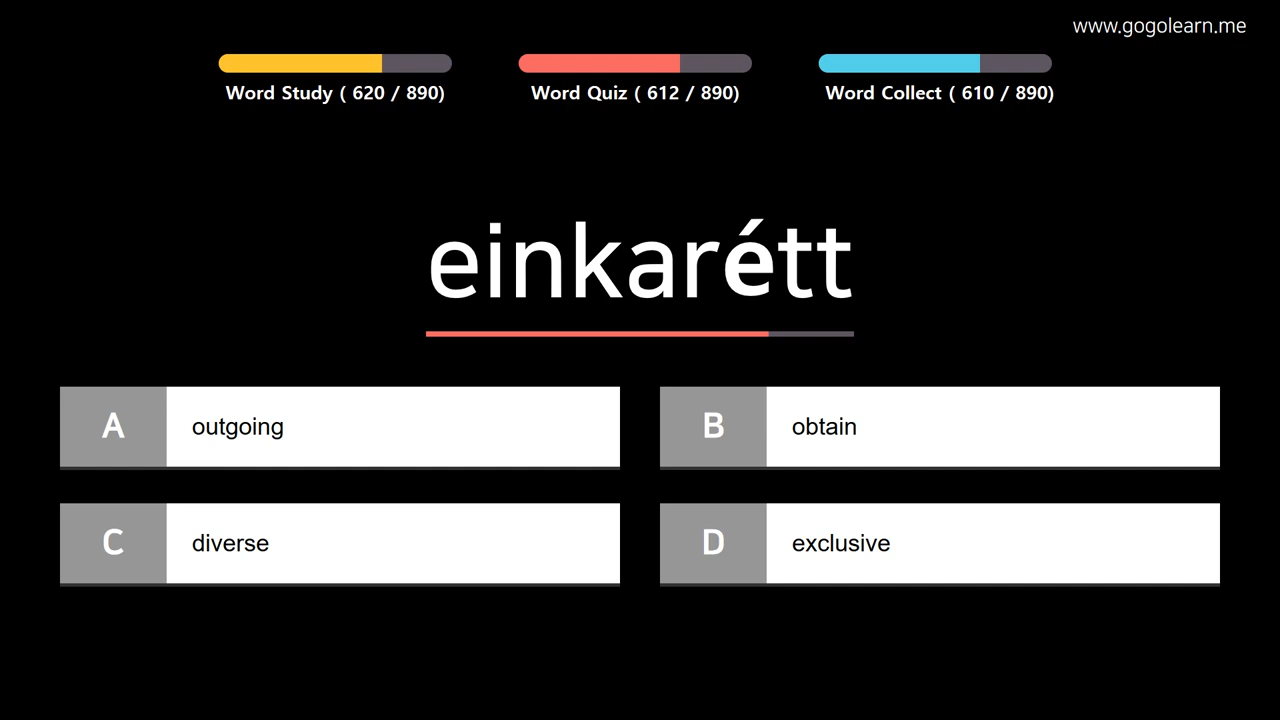 www.gogolearn.me
Word Study ( 620 / 890)
Word Quiz ( 612 / 890)
Word Collect ( 610 / 890)
einkarétt
A outgoing
B obtain
C diverse
D exclusive